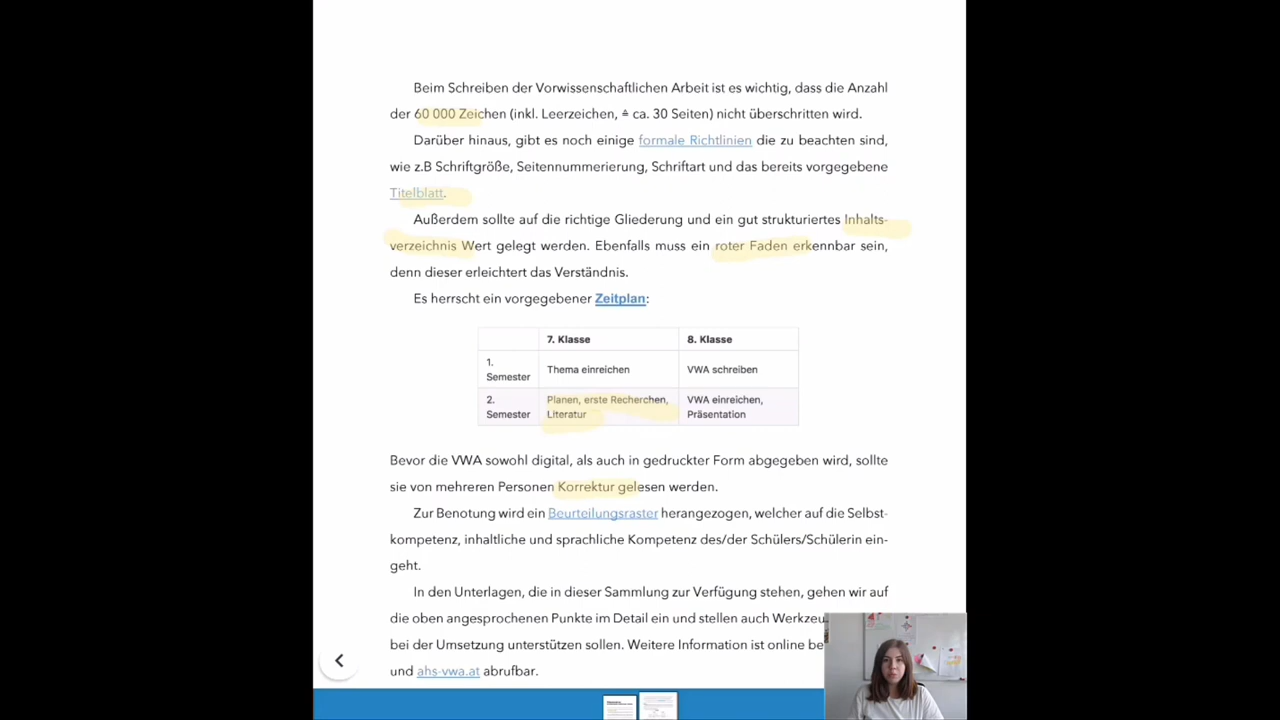 Beim Schreiben der Vorwissenschaftlichen Arbeit ist es wichtig, dass die Anzahl
der 60 000 Zeichen (inkl. Leerzeichen, ≙ ca. 30 Seiten) nicht überschritten wird.
Darüber hinaus, gibt es noch einige formale Richtlinien die zu beachten sind,
wie z.B Schriftgröße, Seitennummerierung, Schriftart und das bereits vorgegebene
Titelblatt.
Außerdem sollte auf die richtige Gliederung und ein gut strukturiertes Inhalts-
verzeichnis Wert gelegt werden. Ebenfalls muss ein roter Faden erkennbar sein,
denn dieser erleichtert das Verständnis.
Es herrscht ein vorgegebener Zeitplan:
7. Klasse 8. Klasse
1. Semester Thema einreichen VWA schreiben
2. Semester Planen, erste Recherchen, Literatur VWA einreichen, Präsentation
Bevor die VWA sowohl digital, als auch in gedruckter Form abgegeben wird, sollte
sie von mehreren Personen Korrektur gelesen werden.
Zur Benotung wird ein Beurteilungsraster herangezogen, welcher auf die Selbst-
kompetenz, inhaltliche und sprachliche Kompetenz des/der Schülers/Schülerin ein-
geht.
In den Unterlagen, die in dieser Sammlung zur Verfügung stehen, gehen wir auf
die oben angesprochenen Punkte im Detail ein und stellen auch Werkzeu
bei der Umsetzung unterstützen sollen. Weitere Information ist online be
und ahs-vwa.at abrufbar.